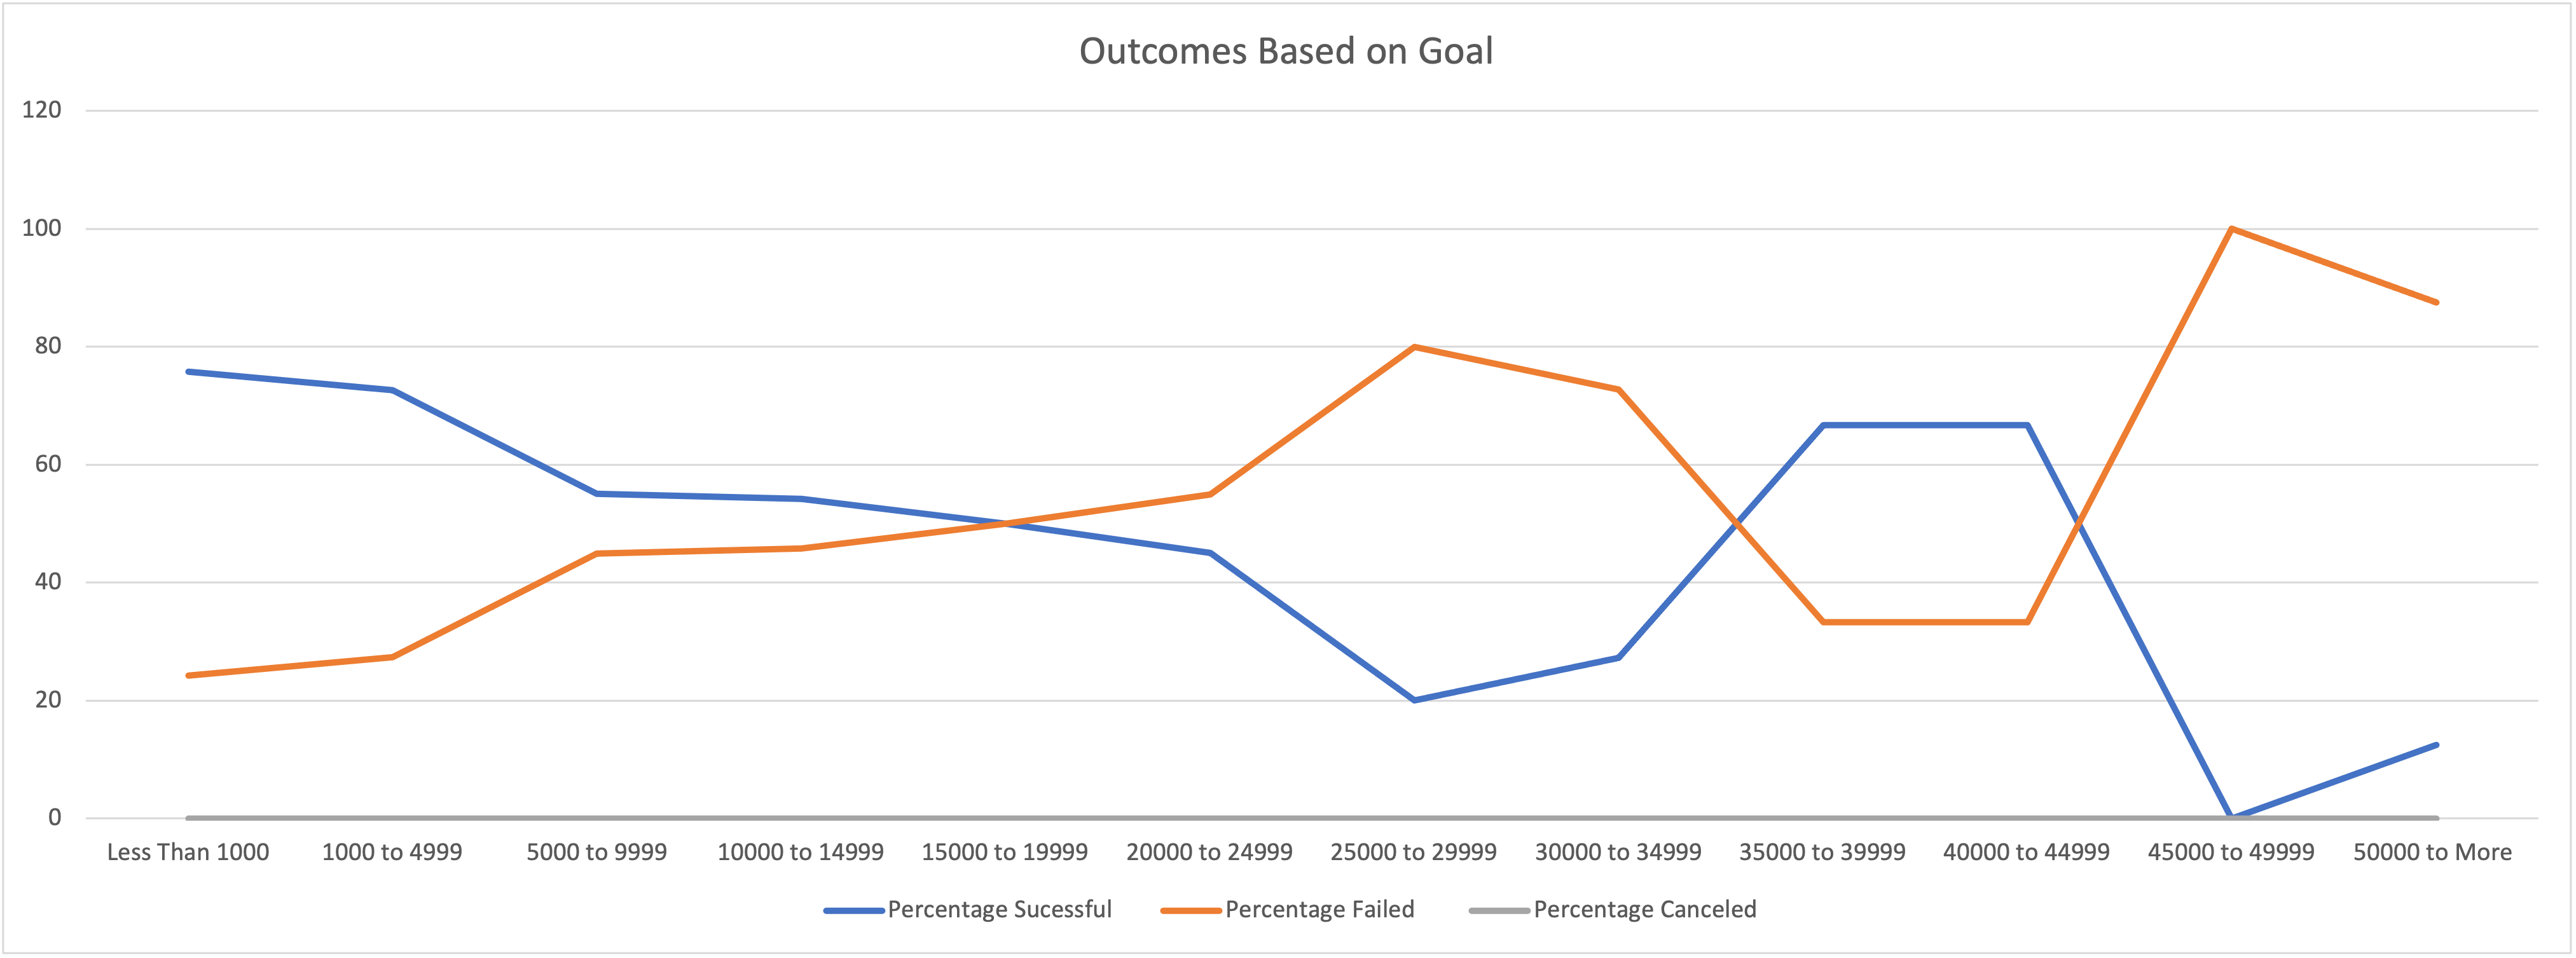 Outcomes Based on Goal
120
100
80
60
40
20
0
Less Than 1000 1000 to 4999 5000 to 9999 10000 to 14999 15000 to 19999 20000 to 24999 25000 to 29999 30000 to 34999 35000 to 39999 40000 to 44999 45000 to 49999 50000 to More
Percentage Sucessful Percentage Failed Percentage Canceled